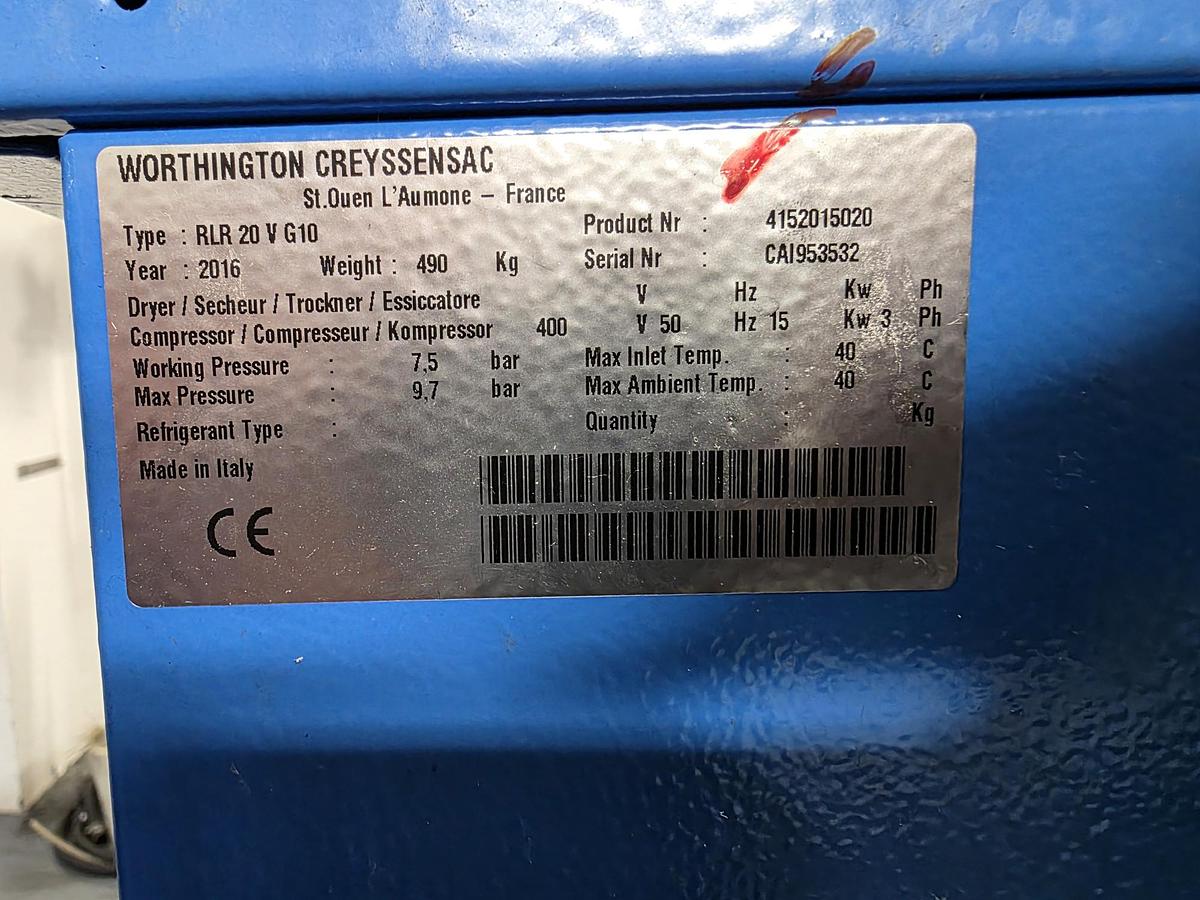 WORTHINGTON CREYSSENSAC
St.Ouen L'Aumone – France
Type : RLR 20 V G10 Product Nr : 4152015020
Year : 2016 Weight : 490 Kg Serial Nr : CAI953532
Dryer / Secheur / Trockner / Essiccatore V Hz Kw Ph
Compressor / Compresseur / Kompressor 400 V 50 Hz 15 Kw 3 Ph
Working Pressure : 7,5 bar Max Inlet Temp. : 40 C
Max Pressure : 9,7 bar Max Ambient Temp. : 40 C
Refrigerant Type : Quantity : Kg
Made in Italy
CE